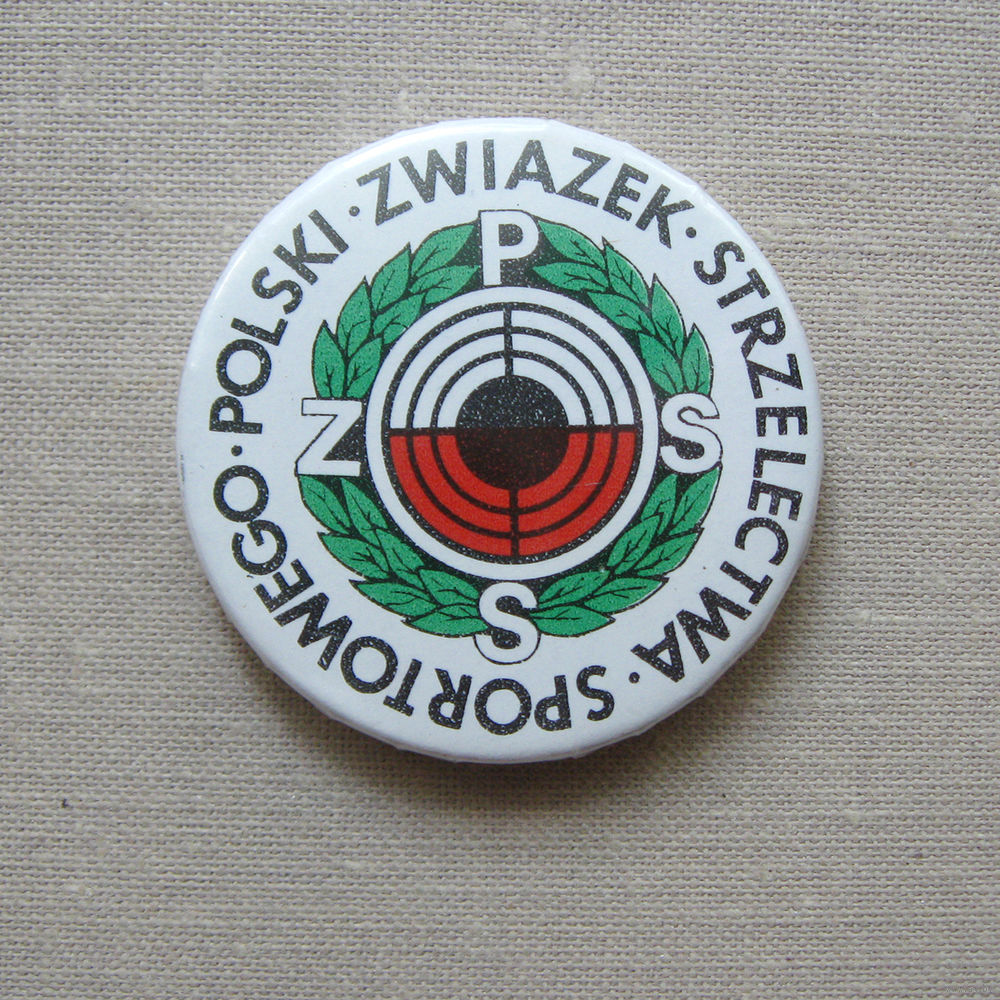 POLSKI · ZWIAZEK · STRZELECTWA · SPORTOWEGO ·
P
Z S
S